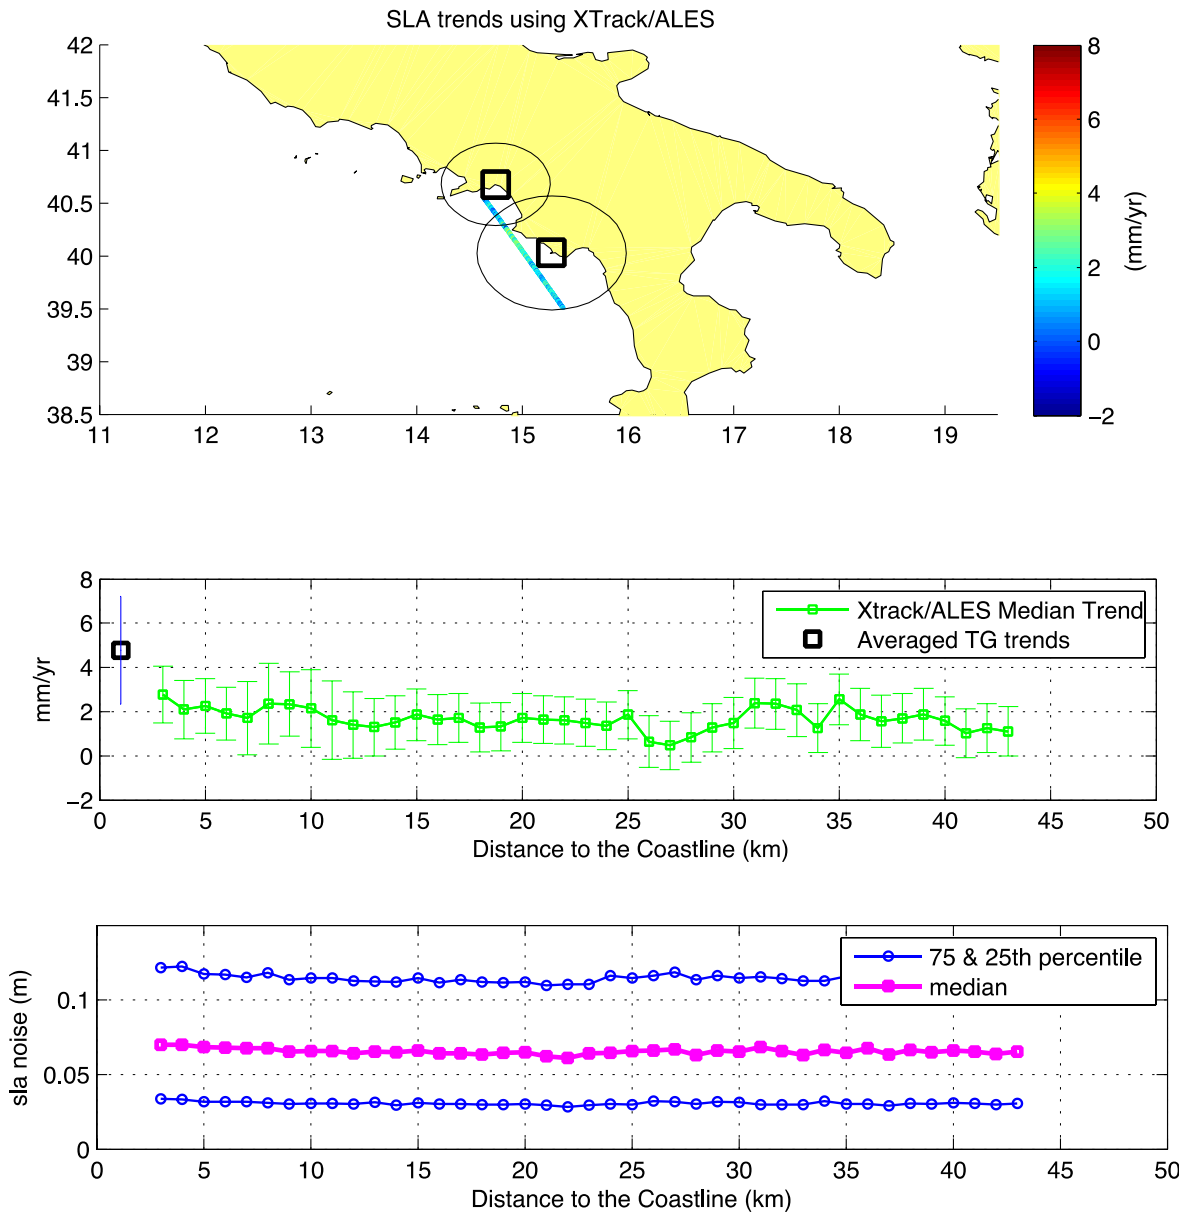 SLA trends using XTrack/ALES
42
41.5
41
40.5
40
39.5
39
38.5
11 12 13 14 15 16 17 18 19
8
6
4
2
0
−2
(mm/yr)
8
6
4
2
0
−2
mm/yr
Xtrack/ALES Median Trend
Averaged TG trends
0 5 10 15 20 25 30 35 40 45 50
Distance to the Coastline (km)
0.1
0.05
0
sla noise (m)
75 & 25th percentile
median
0 5 10 15 20 25 30 35 40 45 50
Distance to the Coastline (km)